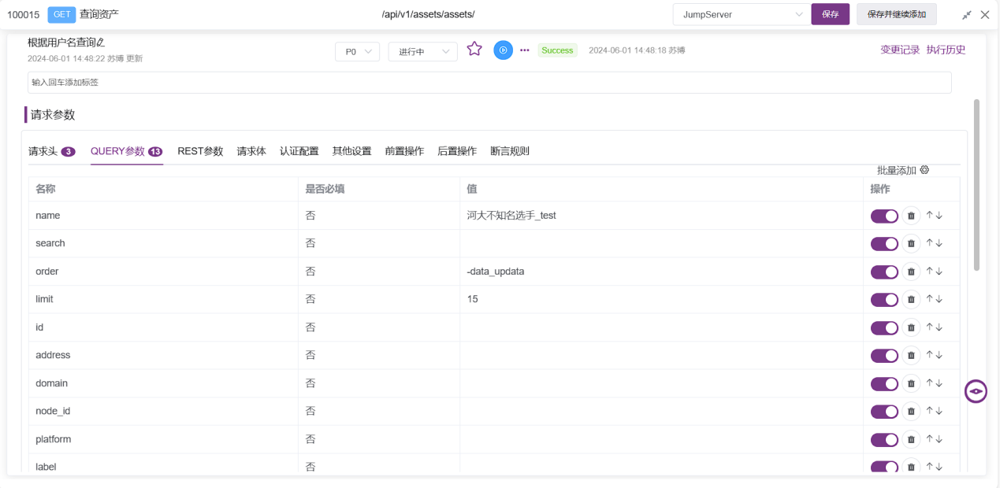 100015 GET 查询资产 /api/v1/assets/assets/ JumpServer 保存 保存并继续添加
根据用户名查询
2024-06-01 14:48:22 苏博 更新
P0 进行中 Success 2024-06-01 14:48:18 苏博 变更记录 执行历史
输入回车添加标签
请求参数
请求头 3 QUERY参数 13 REST参数 请求体 认证配置 其他设置 前置操作 后置操作 断言规则
批量添加
名称 是否必填 值 操作
name 否 河大不知名选手_test
search 否
order 否 -data_updata
limit 否 15
id 否
address 否
domain 否
node_id 否
platform 否
label 否